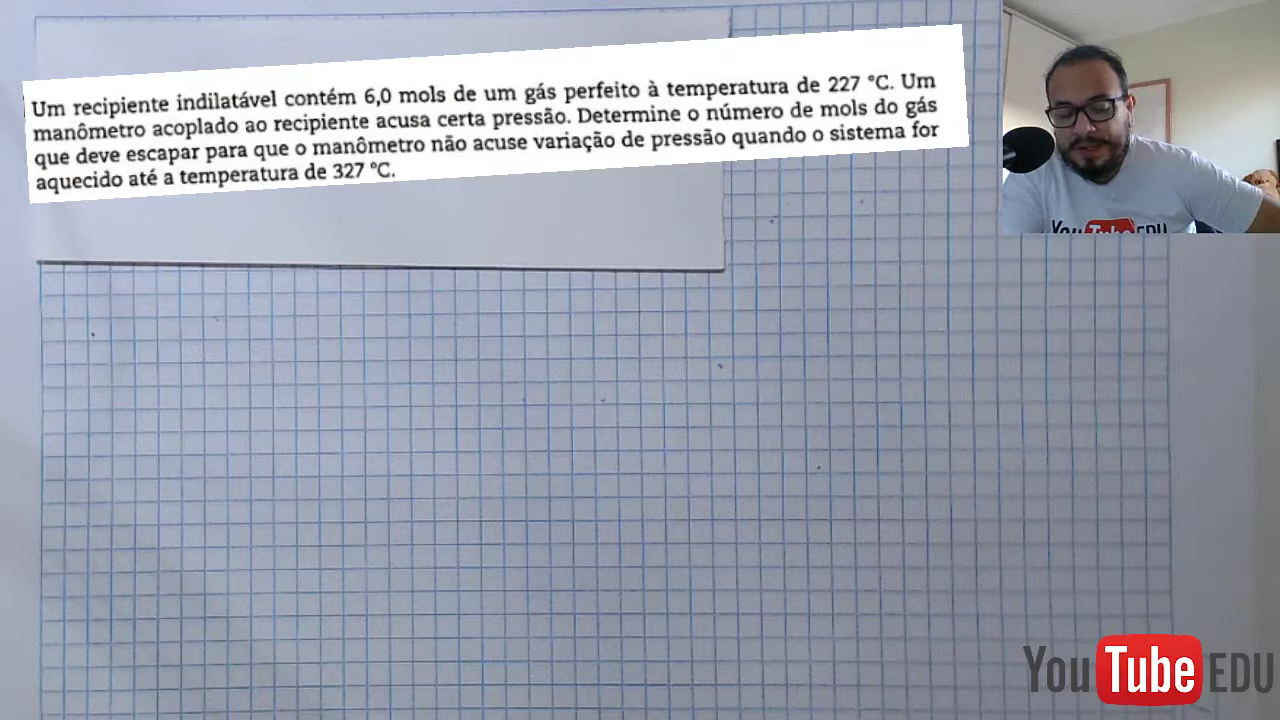 Um recipiente indilatável contém 6,0 mols de um gás perfeito à temperatura de 227 °C. Um
manômetro acoplado ao recipiente acusa certa pressão. Determine o número de mols do gás
que deve escapar para que o manômetro não acuse variação de pressão quando o sistema for
aquecido até a temperatura de 327 °C.
YouTube EDU
YouTube EDU